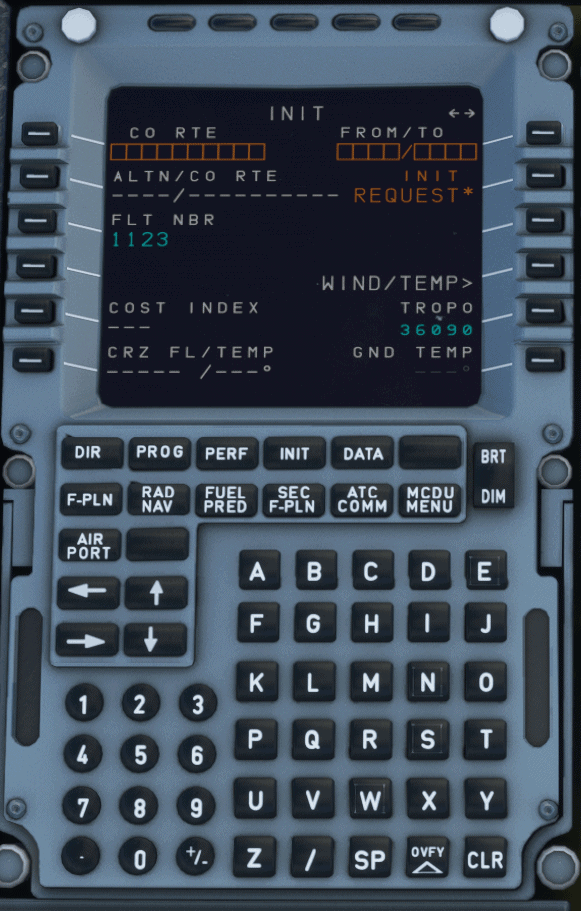 INIT ←→
CO RTE FROM/TO
□□□□□□□□□□ □□□□/□□□□
ALTN/CO RTE INIT
----/---------- REQUEST*
FLT NBR
1123
WIND/TEMP>
COST INDEX TROPO
--- 36090
CRZ FL/TEMP GND TEMP
----- /---° ---°
DIR PROG PERF INIT DATA BRT
F-PLN RAD NAV FUEL PRED SEC F-PLN ATC COMM MCDU MENU DIM
AIR PORT
← ↑
→ ↓
A B C D E
F G H I J
K L M N O
P Q R S T
U V W X Y
Z / SP OVFY CLR
1 2 3
4 5 6
7 8 9
. 0 +/-